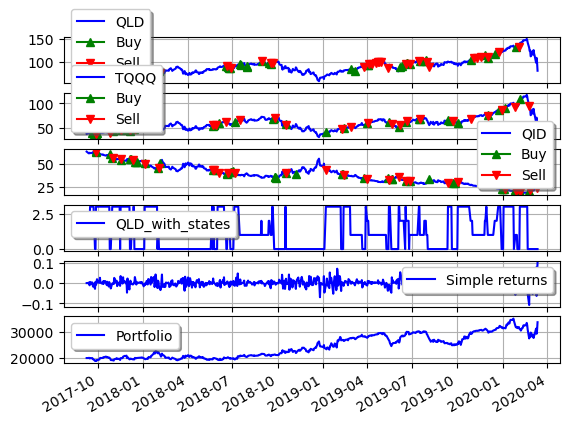 QLD
Buy
Sell
150
100
TQQQ
Buy
Sell
100
50
QID
Buy
Sell
50
25
QLD_with_states
2.5
0.0
Simple returns
0.1
0.0
−0.1
Portfolio
30000
20000
2017-10
2018-01
2018-04
2018-07
2018-10
2019-01
2019-04
2019-07
2019-10
2020-01
2020-04